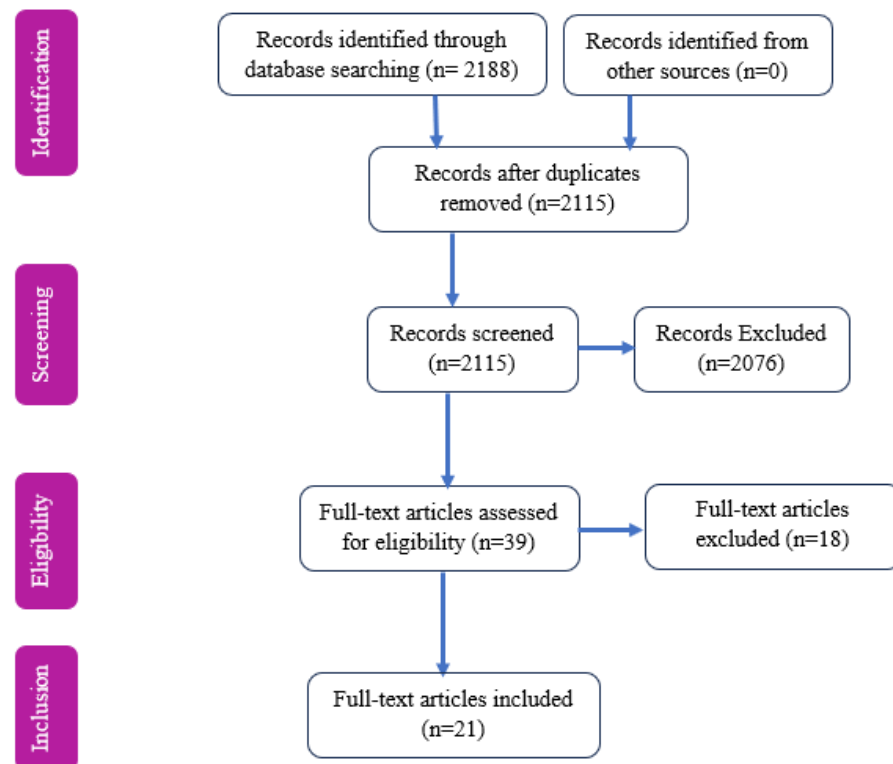 Identification
Records identified through
database searching (n= 2188)
Records identified from
other sources (n=0)
Records after duplicates
removed (n=2115)
Screening
Records screened
(n=2115)
Records Excluded
(n=2076)
Eligibility
Full-text articles assessed
for eligibility (n=39)
Full-text articles
excluded (n=18)
Inclusion
Full-text articles included
(n=21)